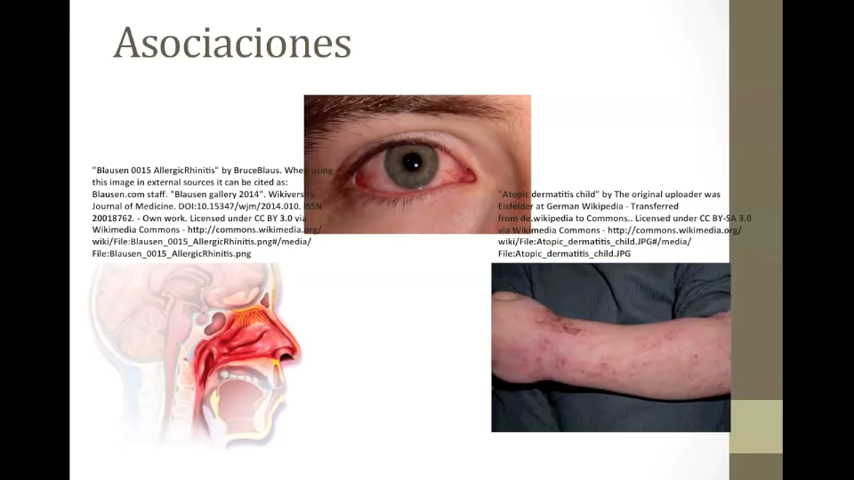 Asociaciones
"Blausen 0015 AllergicRhinitis" by BruceBlaus. When using
this image in external sources it can be cited as:
Blausen.com staff. "Blausen gallery 2014". Wikiversity
Journal of Medicine. DOI:10.15347/wjm/2014.010. ISSN
20018762. - Own work. Licensed under CC BY 3.0 via
Wikimedia Commons - http://commons.wikimedia.org/
wiki/File:Blausen_0015_AllergicRhinitis.png#/media/
File:Blausen_0015_AllergicRhinitis.png
"Atopic dermatitis child" by The original uploader was
Eisfelder at German Wikipedia - Transferred
from de.wikipedia to Commons.. Licensed under CC BY-SA 3.0
via Wikimedia Commons - http://commons.wikimedia.org/
wiki/File:Atopic_dermatitis_child.JPG#/media/
File:Atopic_dermatitis_child.JPG